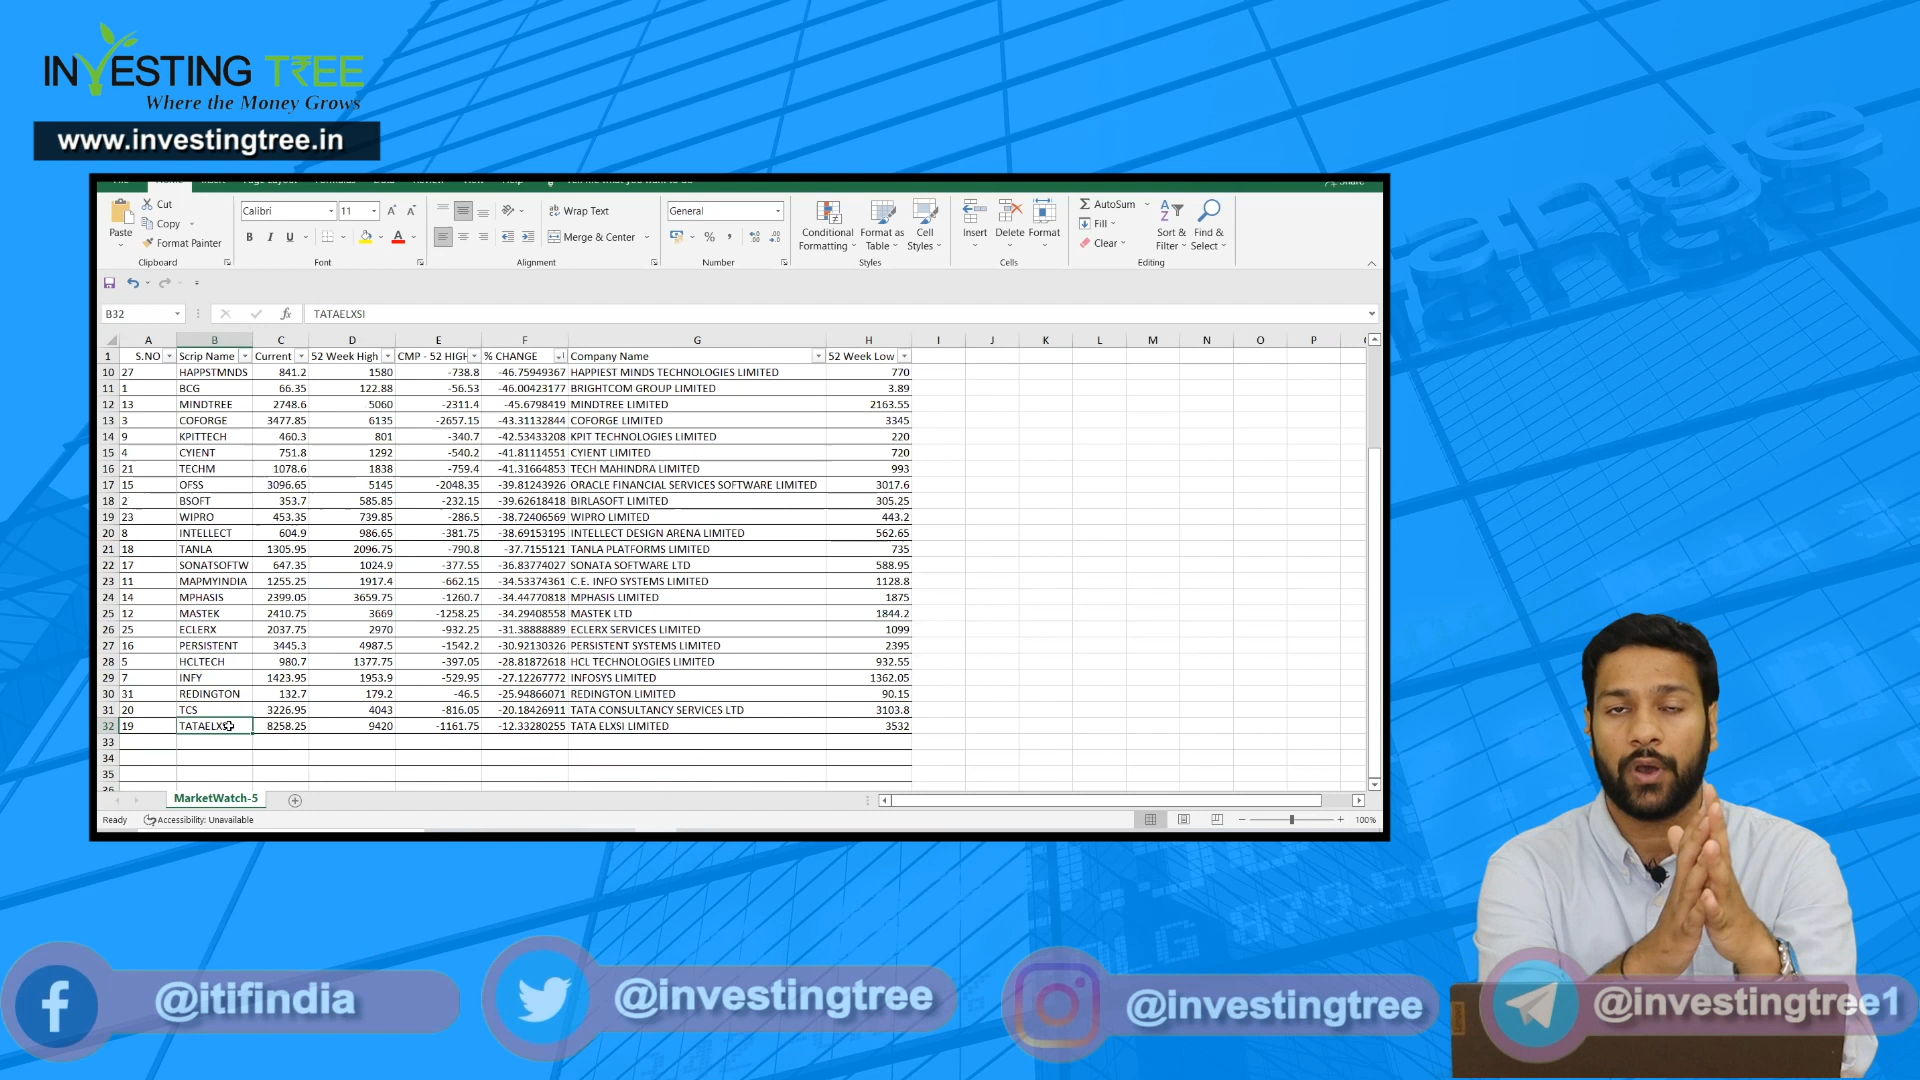 INVESTING TREE
Where the Money Grows
www.investingtree.in
Cut
Copy
Format Painter
Paste
Clipboard
Calibri
11
B I U
Font
Wrap Text
Merge & Center
Alignment
General
Number
Conditional Formatting
Format as Table
Cell Styles
Styles
Insert
Delete
Format
Cells
AutoSum
Fill
Clear
Sort & Filter
Find & Select
Editing
B32
fx
TATAELXSI
A B C D E F G H I J K L M N O P
1 S.NO Scrip Name Current 52 Week High CMP - 52 HIGH % CHANGE Company Name 52 Week Low
10 27 HAPPSTMNDS 841.2 1580 -738.8 -46.75949367 HAPPIEST MINDS TECHNOLOGIES LIMITED 770
11 1 BCG 66.35 122.88 -56.53 -46.00423177 BRIGHTCOM GROUP LIMITED 3.89
12 13 MINDTREE 2748.6 5060 -2311.4 -45.6798419 MINDTREE LIMITED 2163.55
13 3 COFORGE 3477.85 6135 -2657.15 -43.31132844 COFORGE LIMITED 3345
14 9 KPITTECH 460.3 801 -340.7 -42.53433208 KPIT TECHNOLOGIES LIMITED 220
15 4 CYIENT 751.8 1292 -540.2 -41.81114551 CYIENT LIMITED 720
16 21 TECHM 1078.6 1838 -759.4 -41.31664853 TECH MAHINDRA LIMITED 993
17 15 OFSS 3096.65 5145 -2048.35 -39.81243926 ORACLE FINANCIAL SERVICES SOFTWARE LIMITED 3017.6
18 2 BSOFT 353.7 585.85 -232.15 -39.62618418 BIRLASOFT LIMITED 305.25
19 23 WIPRO 453.35 739.85 -286.5 -38.72406569 WIPRO LIMITED 443.2
20 8 INTELLECT 604.9 986.65 -381.75 -38.69153195 INTELLECT DESIGN ARENA LIMITED 562.65
21 18 TANLA 1305.95 2096.75 -790.8 -37.7155121 TANLA PLATFORMS LIMITED 735
22 17 SONATSOFTW 647.35 1024.9 -377.55 -36.83774027 SONATA SOFTWARE LTD 588.95
23 11 MAPMYINDIA 1255.25 1917.4 -662.15 -34.53374361 C.E. INFO SYSTEMS LIMITED 1128.8
24 14 MPHASIS 2399.05 3659.75 -1260.7 -34.44770818 MPHASIS LIMITED 1875
25 12 MASTEK 2410.75 3669 -1258.25 -34.29408558 MASTEK LTD 1844.2
26 25 ECLERX 2037.75 2970 -932.25 -31.38888889 ECLERX SERVICES LIMITED 1099
27 16 PERSISTENT 3445.3 4987.5 -1542.2 -30.92130326 PERSISTENT SYSTEMS LIMITED 2395
28 5 HCLTECH 980.7 1377.75 -397.05 -28.81872618 HCL TECHNOLOGIES LIMITED 932.55
29 7 INFY 1423.95 1953.9 -529.95 -27.12267772 INFOSYS LIMITED 1362.05
30 31 REDINGTON 132.7 179.2 -46.5 -25.94866071 REDINGTON LIMITED 90.15
31 20 TCS 3226.95 4043 -816.05 -20.18426911 TATA CONSULTANCY SERVICES LTD 3103.8
32 19 TATAELXSI 8258.25 9420 -1161.75 -12.33280255 TATA ELXSI LIMITED 3532
33
34
35
MarketWatch-5
Ready
Accessibility: Unavailable
100%
@itifindia
@investingtree
@investingtree
@investingtree1